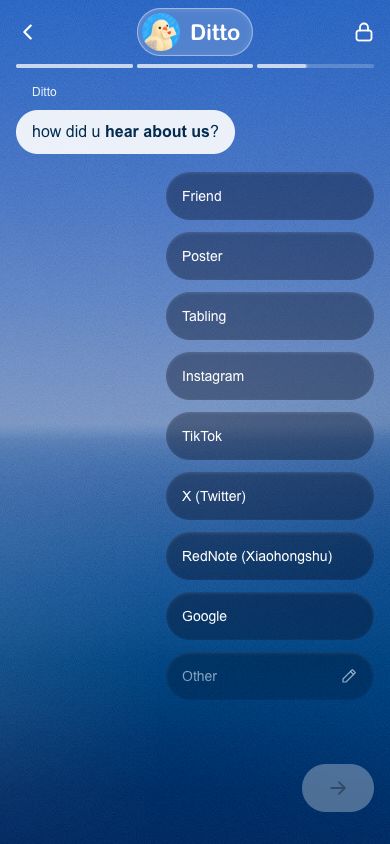 Ditto
Ditto
how did u hear about us?
Friend
Poster
Tabling
Instagram
TikTok
X (Twitter)
RedNote (Xiaohongshu)
Google
Other